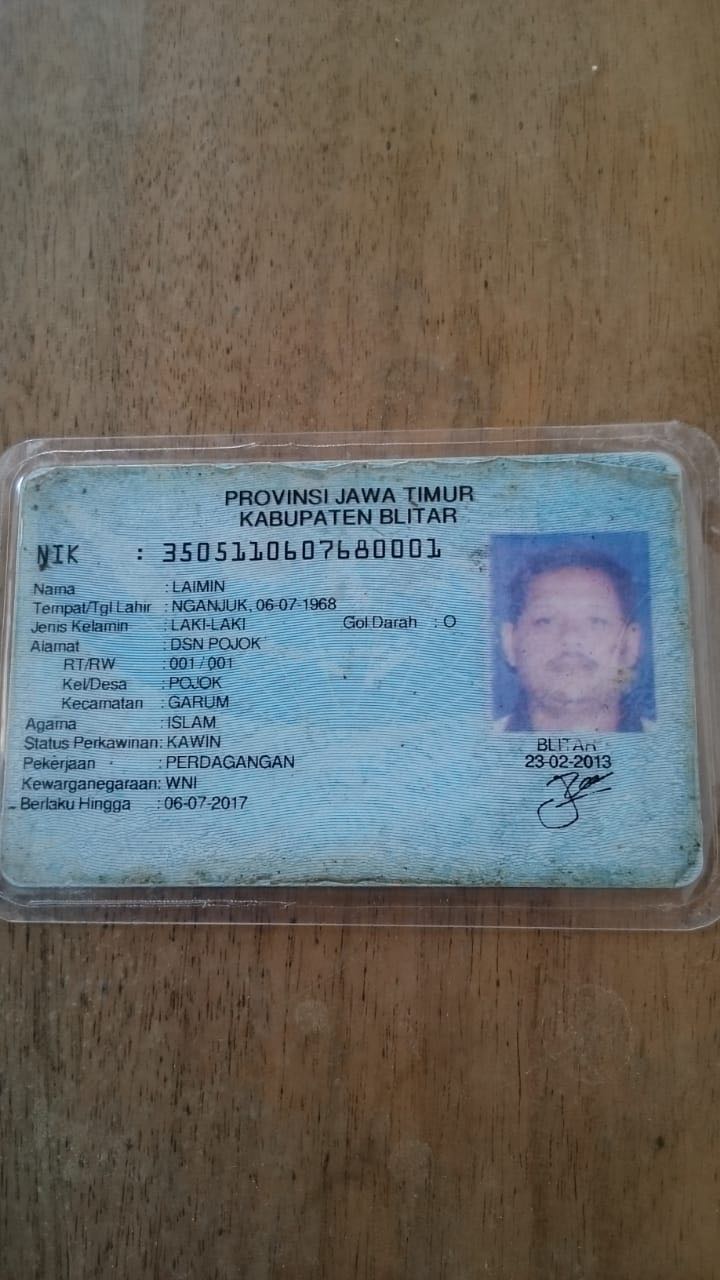 PROVINSI JAWA TIMUR
KABUPATEN BLITAR
NIK : 3505110607680001
Nama : LAIMIN
Tempat/Tgl Lahir : NGANJUK, 06-07-1968
Jenis Kelamin : LAKI-LAKI Gol.Darah : O
Alamat : DSN POJOK
RT/RW : 001 / 001
Kel/Desa : POJOK
Kecamatan : GARUM
Agama : ISLAM
Status Perkawinan: KAWIN
Pekerjaan : PERDAGANGAN
Kewarganegaraan: WNI
Berlaku Hingga : 06-07-2017
BLITAR
23-02-2013